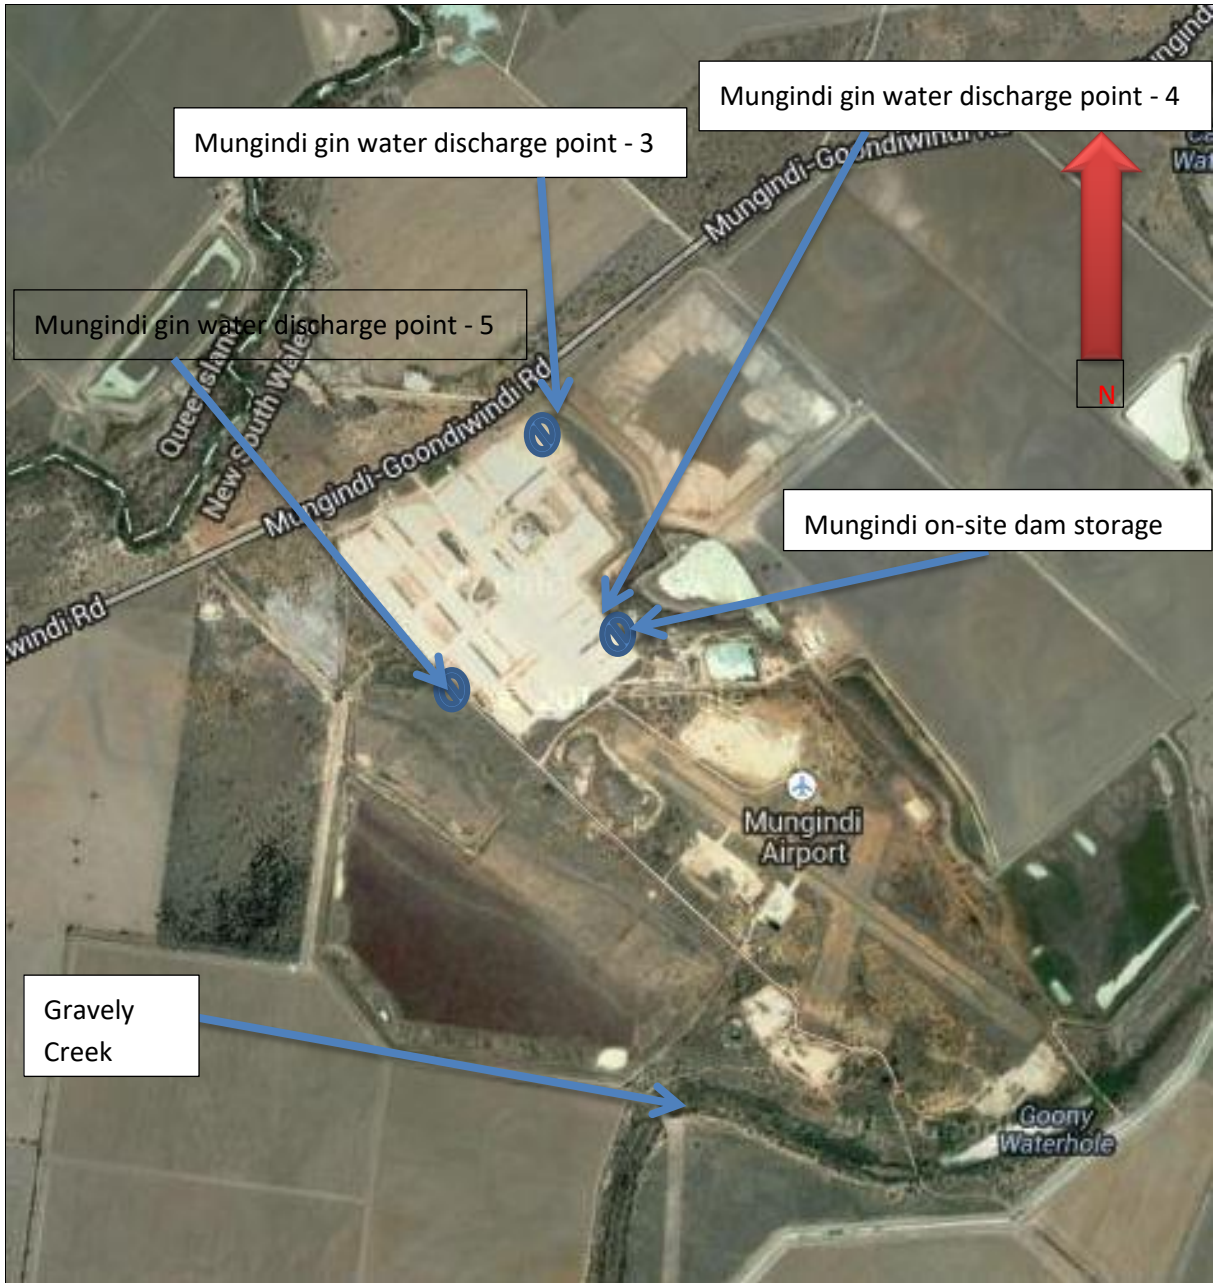 Mungindi
Mungindi gin water discharge point - 4
Mungindi gin water discharge point - 3
Mungindi-Goondiwindi Rd
N
Mungindi gin water discharge point - 5
Queensland
New South Wales
Mungindi-Goondiwindi Rd
Mungindi on-site dam storage
windi Rd
Mungindi
Airport
Gravely
Creek
Goony
Waterhole